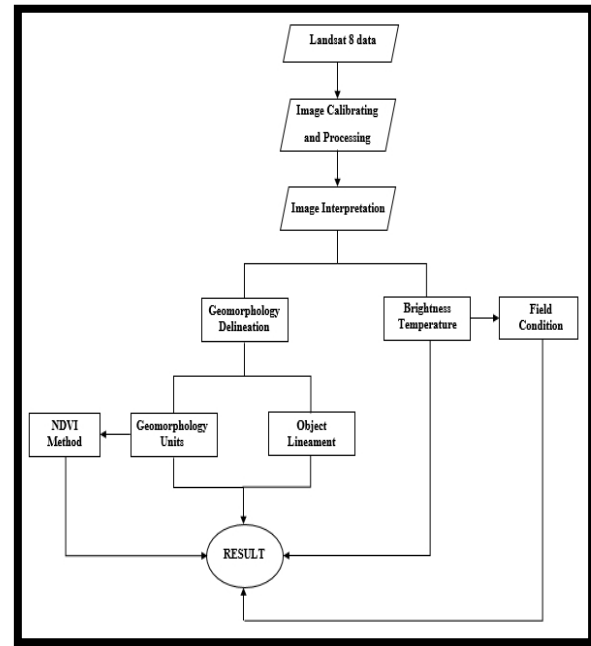 Landsat 8 data
Image Calibrating
and Processing
Image Interpretation
Geomorphology
Delineation
Brightness
Temperature
Field
Condition
NDVI
Method
Geomorphology
Units
Object
Lineament
RESULT